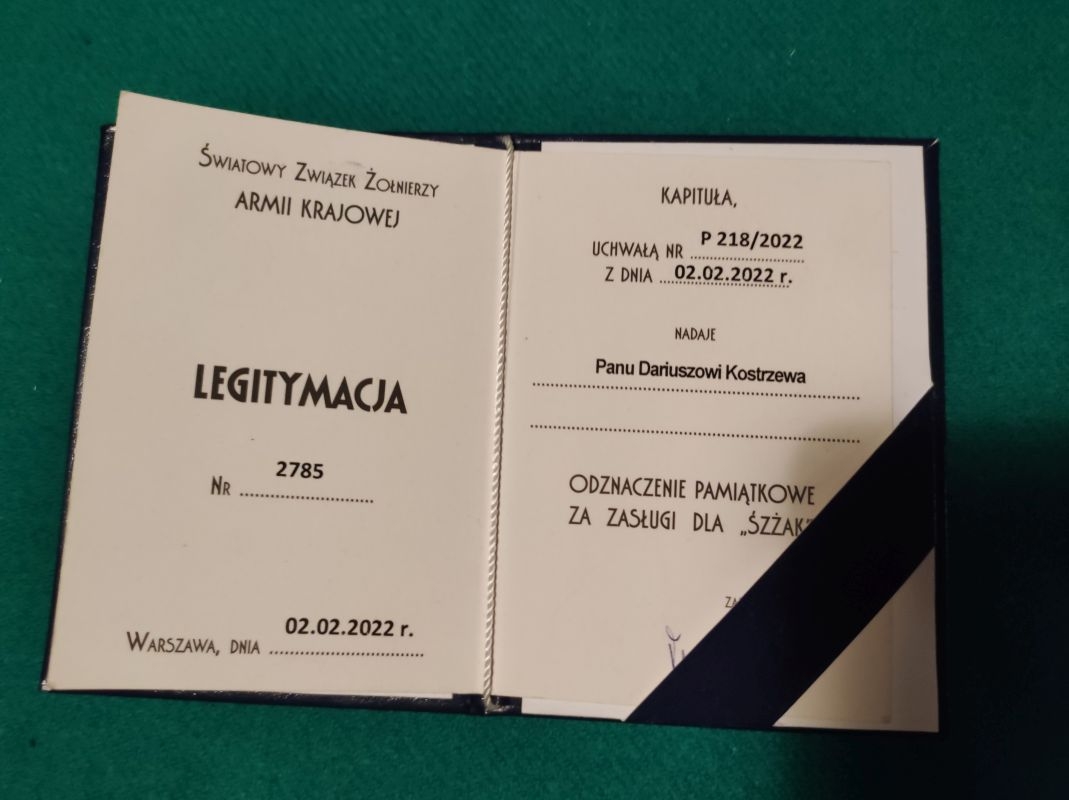 Światowy Związek Żołnierzy
ARMII KRAJOWEJ
LEGITYMACJA
Nr 2785
Warszawa, dnia 02.02.2022 r.
KAPITUŁA,
UCHWAŁĄ NR P 218/2022
Z DNIA 02.02.2022 r.
NADAJE
Panu Dariuszowi Kostrzewa
ODZNACZENIE PAMIĄTKOWE
ZA ZASŁUGI DLA „ŚZŻAK”